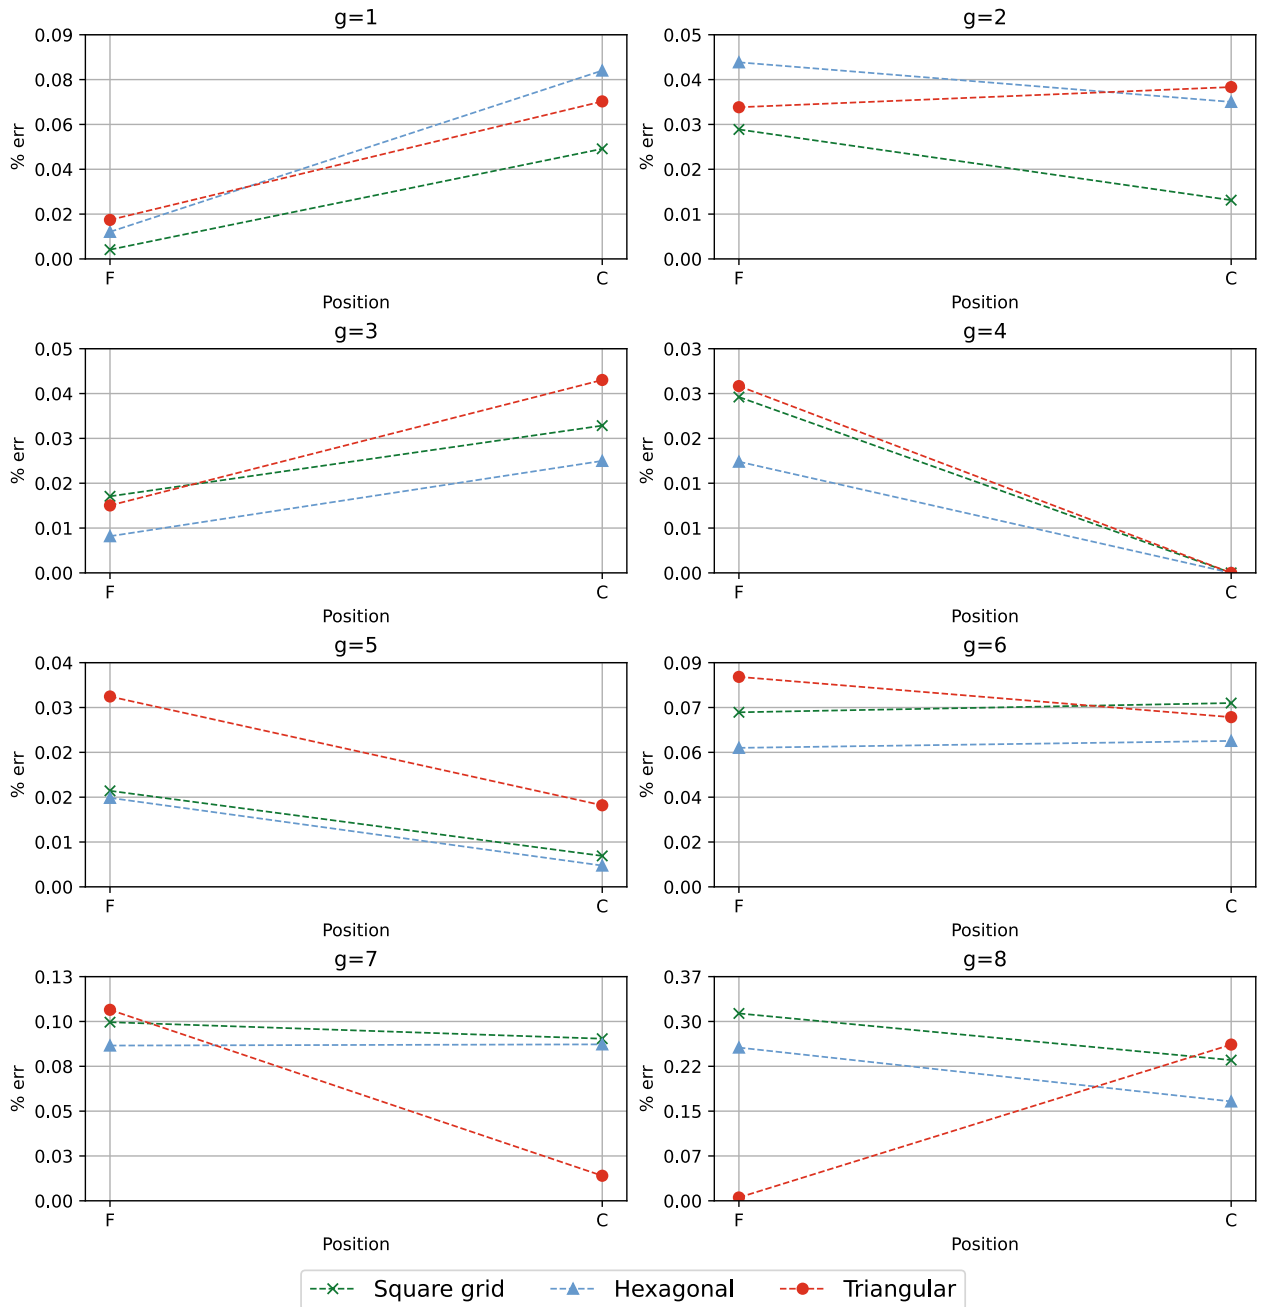 g=1
0.09
0.08
0.06
0.04
0.02
0.00
% err
F
C
Position
g=2
0.05
0.04
0.03
0.02
0.01
0.00
% err
F
C
Position
g=3
0.05
0.04
0.03
0.02
0.01
0.00
% err
F
C
Position
g=4
0.03
0.03
0.02
0.01
0.01
0.00
% err
F
C
Position
g=5
0.04
0.03
0.02
0.02
0.01
0.00
% err
F
C
Position
g=6
0.09
0.07
0.06
0.04
0.02
0.00
% err
F
C
Position
g=7
0.13
0.10
0.08
0.05
0.03
0.00
% err
F
C
Position
g=8
0.37
0.30
0.22
0.15
0.07
0.00
% err
F
C
Position
Square grid
Hexagonal
Triangular